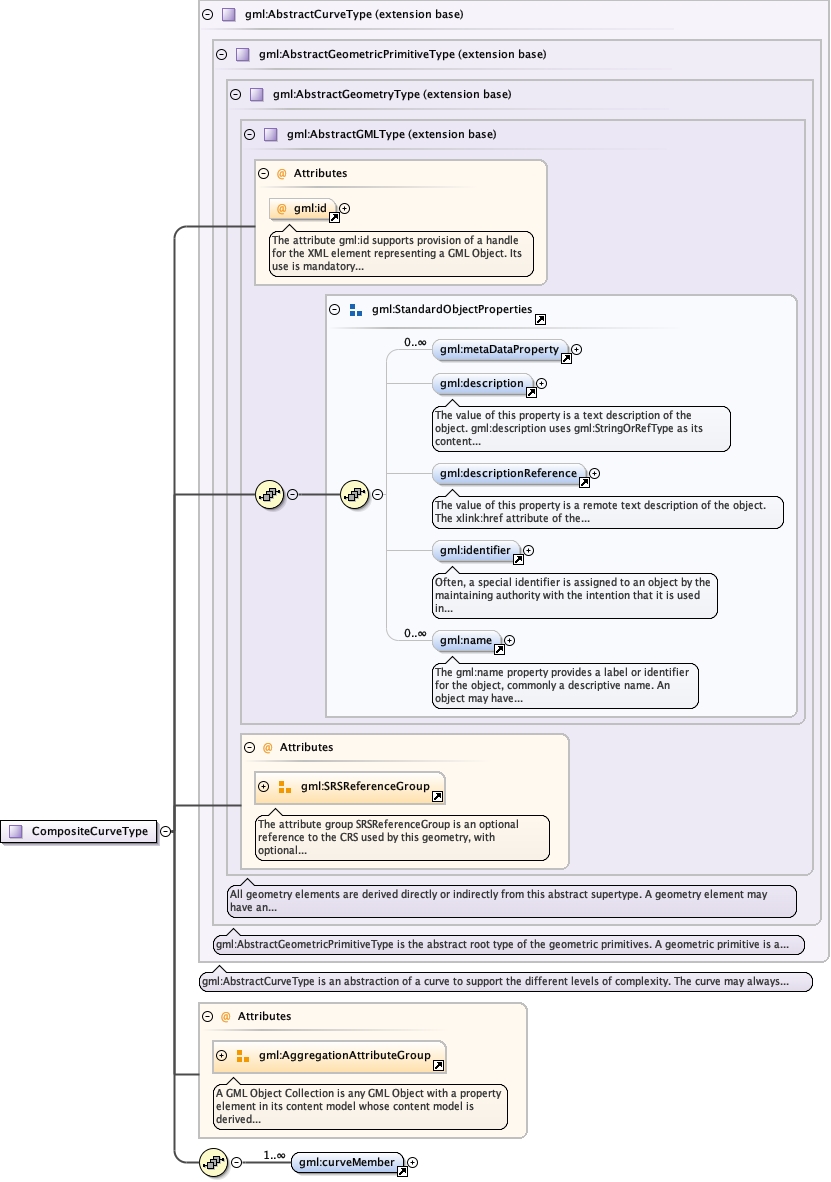 gml:AbstractCurveType (extension base)
gml:AbstractGeometricPrimitiveType (extension base)
gml:AbstractGeometryType (extension base)
gml:AbstractGMLType (extension base)
@ Attributes
@ gml:id
The attribute gml:id supports provision of a handle
for the XML element representing a GML Object. Its
use is mandatory...
gml:StandardObjectProperties
0..∞
gml:metaDataProperty
gml:description
The value of this property is a text description of the
object. gml:description uses gml:StringOrRefType as its
content...
gml:descriptionReference
The value of this property is a remote text description of the object.
The xlink:href attribute of the...
gml:identifier
Often, a special identifier is assigned to an object by the
maintaining authority with the intention that it is used
in...
0..∞
gml:name
The gml:name property provides a label or identifier
for the object, commonly a descriptive name. An
object may have...
@ Attributes
gml:SRSReferenceGroup
The attribute group SRSReferenceGroup is an optional
reference to the CRS used by this geometry, with
optional...
CompositeCurveType
All geometry elements are derived directly or indirectly from this abstract supertype. A geometry element may
have an...
gml:AbstractGeometricPrimitiveType is the abstract root type of the geometric primitives. A geometric primitive is a...
gml:AbstractCurveType is an abstraction of a curve to support the different levels of complexity. The curve may always...
@ Attributes
gml:AggregationAttributeGroup
A GML Object Collection is any GML Object with a property
element in its content model whose content model is
derived...
1..∞
gml:curveMember